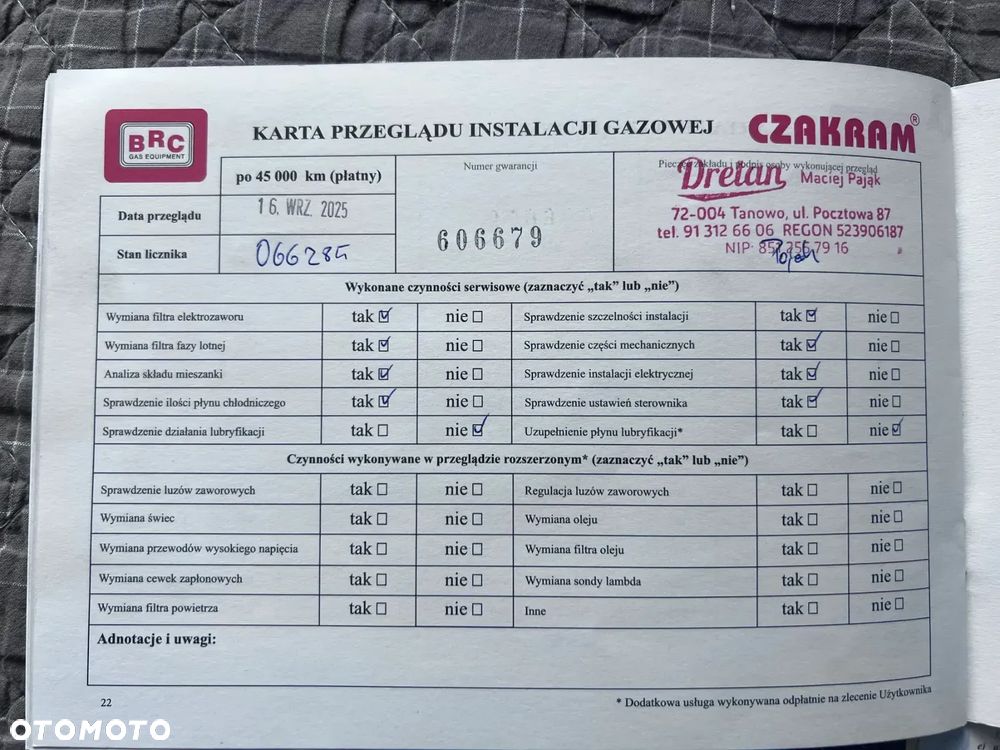 BRC
GAS EQUIPMENT
KARTA PRZEGLĄDU INSTALACJI GAZOWEJ
CZAKRAM®
po 45 000 km (płatny)
Numer gwarancji
Pieczęć zakładu i podpis osoby wykonującej przegląd
Dretan Maciej Pająk
Data przeglądu 16. WRZ. 2025
72-004 Tanowo, ul. Pocztowa 87
606679
tel. 91 312 66 06 REGON 523906187
Stan licznika 066284
NIP: 79 16
Wykonane czynności serwisowe (zaznaczyć „tak” lub „nie”)
Wymiana filtra elektrozaworu tak ☑ nie ☐ Sprawdzenie szczelności instalacji tak ☑ nie ☐
Wymiana filtra fazy lotnej tak ☑ nie ☐ Sprawdzenie części mechanicznych tak ☑ nie ☐
Analiza składu mieszanki tak ☑ nie ☐ Sprawdzenie instalacji elektrycznej tak ☑ nie ☐
Sprawdzenie ilości płynu chłodniczego tak ☑ nie ☐ Sprawdzenie ustawień sterownika tak ☑ nie ☐
Sprawdzenie działania lubryfikacji tak ☐ nie ☑ Uzupełnienie płynu lubryfikacji* tak ☐ nie ☑
Czynności wykonywane w przeglądzie rozszerzonym* (zaznaczyć „tak” lub „nie”)
Sprawdzenie luzów zaworowych tak ☐ nie ☐ Regulacja luzów zaworowych tak ☐ nie ☐
Wymiana świec tak ☐ nie ☐ Wymiana oleju tak ☐ nie ☐
Wymiana przewodów wysokiego napięcia tak ☐ nie ☐ Wymiana filtra oleju tak ☐ nie ☐
Wymiana cewek zapłonowych tak ☐ nie ☐ Wymiana sondy lambda tak ☐ nie ☐
Wymiana filtra powietrza tak ☐ nie ☐ Inne tak ☐ nie ☐
Adnotacje i uwagi:
22
* Dodatkowa usługa wykonywana odpłatnie na zlecenie Użytkownika
OTOMOTO